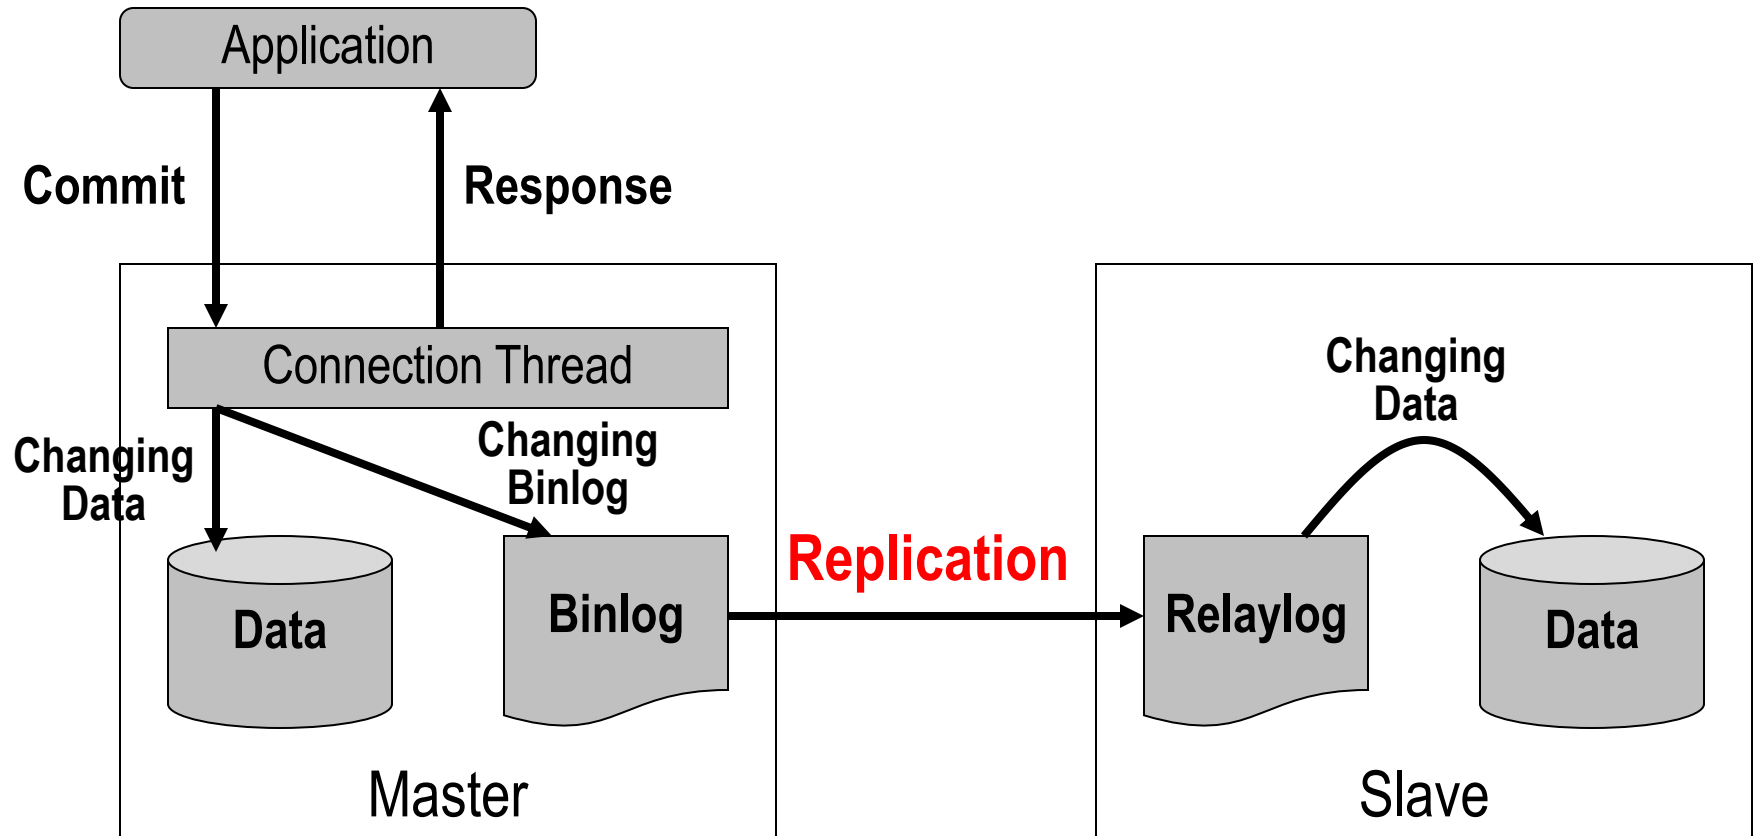 Application
Commit
Response
Connection Thread
Changing
Data
Changing
Binlog
Data
Binlog
Master
Replication
Changing
Data
Relaylog
Data
Slave